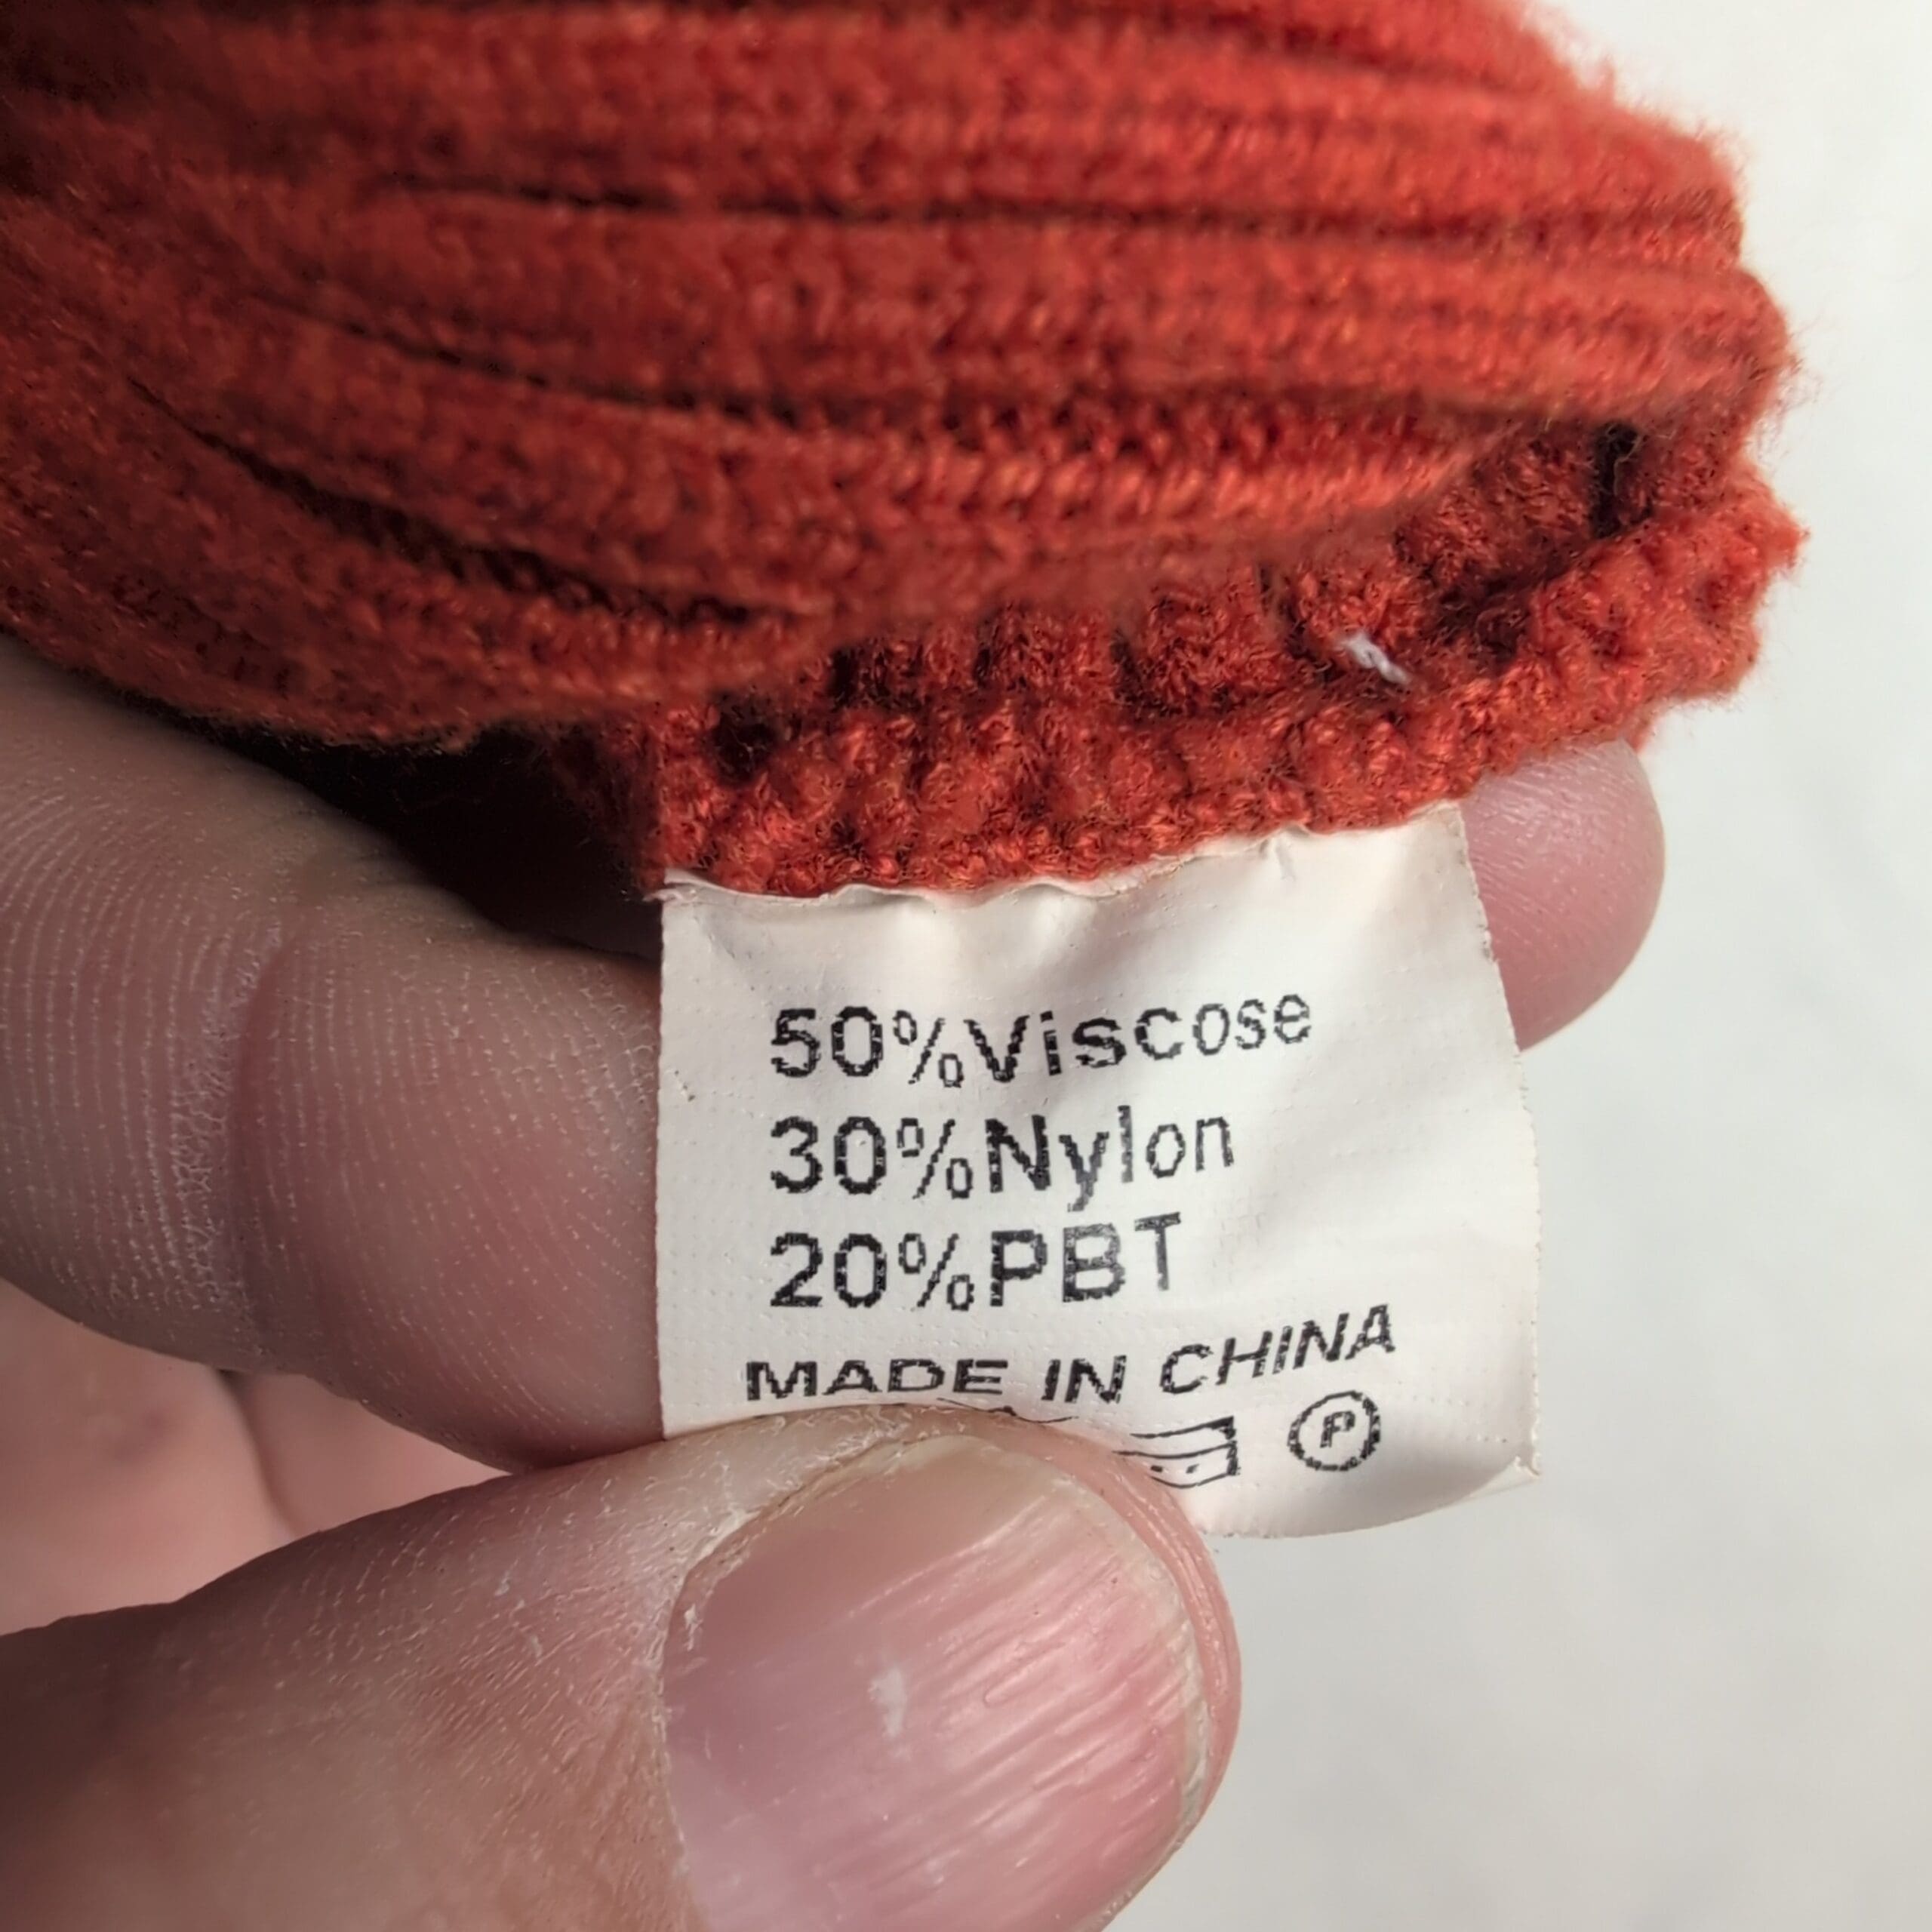 50%Viscose
30%Nylon
20%PBT
MADE IN CHINA
P